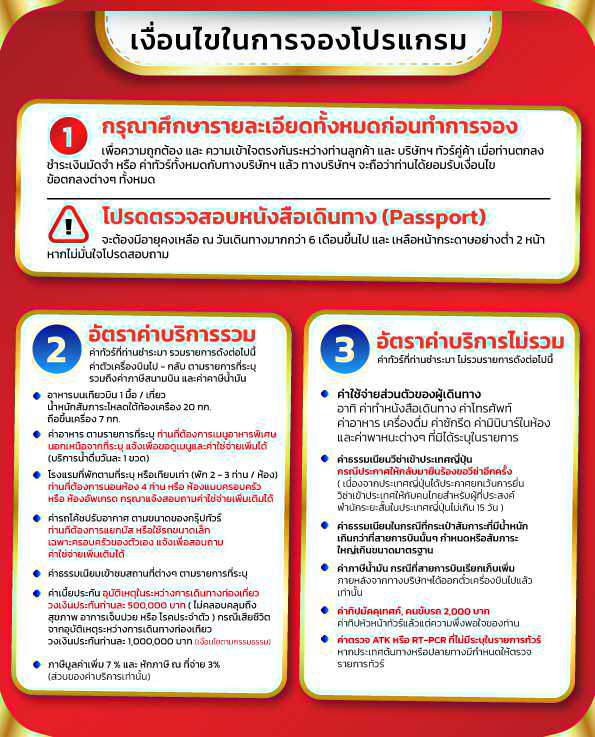 เงื่อนไขในการจองโปรแกรม
1
กรุณาศึกษารายละเอียดทั้งหมดก่อนทำการจอง
เพื่อความถูกต้อง และ ความเข้าใจตรงกันระหว่างท่านลูกค้า และ บริษัทฯ ทัวร์คู่ค้า เมื่อท่านตกลง
ชำระเงินมัดจำ หรือ ค่าทัวร์ทั้งหมดกับทางบริษัทฯ แล้ว ทางบริษัทฯ จะถือว่าท่านได้ยอมรับเงื่อนไข
ข้อตกลงต่างๆ ทั้งหมด
!
โปรดตรวจสอบหนังสือเดินทาง (Passport)
จะต้องมีอายุคงเหลือ ณ วันเดินทางมากกว่า 6 เดือนขึ้นไป และ เหลือหน้ากระดาษอย่างต่ำ 2 หน้า
หากไม่มั่นใจโปรดสอบถาม
2
อัตราค่าบริการรวม
ค่าทัวร์ที่ท่านชำระมา รวมรายการดังต่อไปนี้
ค่าตั๋วเครื่องบินไป - กลับ ตามรายการที่ระบุ
รวมถึงค่าภาษีสนามบิน และค่าภาษีน้ำมัน
อาหารบนเที่ยวบิน 1 มื้อ / เที่ยว
น้ำหนักสัมภาระโหลดใต้ท้องเครื่อง 20 กก.
ถือขึ้นเครื่อง 7 กก.
ค่าอาหาร ตามรายการที่ระบุ ท่านที่ต้องการเมนูอาหารพิเศษ
นอกเหนือจากที่ระบุ แจ้งเพื่อขอดูเมนูและค่าใช้จ่ายเพิ่มได้
(บริการน้ำดื่มวันละ 1 ขวด)
โรงแรมที่พักตามที่ระบุ หรือเทียบเท่า (พัก 2 - 3 ท่าน / ห้อง)
ท่านที่ต้องการนอนห้อง 4 ท่าน หรือ ห้องแบบครอบครัว
หรือ ห้องอัพเกรด กรุณาแจ้งสอบถามค่าใช้จ่ายเพิ่มเติมได้
ค่ารถโค้ชปรับอากาศ ตามขนาดของกรุ๊ปทัวร์
ท่านที่ต้องการแยกบัส หรือใช้รถขนาดเล็ก
เฉพาะครอบครัวของตัวเอง แจ้งเพื่อสอบถาม
ค่าใช้จ่ายเพิ่มเติมได้
ค่าธรรมเนียมเข้าชมสถานที่ต่างๆ ตามรายการที่ระบุ
ค่าเบี้ยประกัน อุบัติเหตุในระหว่างการเดินทางท่องเที่ยว
วงเงินประกันท่านละ 500,000 บาท ( ไม่คลอบคลุมถึง
สุขภาพ อาการเจ็บป่วย หรือ โรคประจำตัว ) กรณีเสียชีวิต
จากอุบัติเหตุระหว่างการเดินทางท่องเที่ยว
วงเงินประกันท่านละ 1,000,000 บาท (เงื่อนไขตามกรมธรรม์)
ภาษีมูลค่าเพิ่ม 7 % และ หักภาษี ณ ที่จ่าย 3%
(ส่วนของค่าบริการเท่านั้น)
3
อัตราค่าบริการไม่รวม
ค่าทัวร์ที่ท่านชำระมา ไม่รวมรายการดังต่อไปนี้
ค่าใช้จ่ายส่วนตัวของผู้เดินทาง
อาทิ ค่าทำหนังสือเดินทาง ค่าโทรศัพท์
ค่าอาหาร เครื่องดื่ม ค่าซักรีด ค่ามินิบาร์ในห้อง
และค่าพาหนะต่างๆ ที่มิได้ระบุในรายการ
ค่าธรรมเนียมวีซ่าเข้าประเทศญี่ปุ่น
กรณีประกาศให้กลับมายื่นร้องขอวีซ่าอีกครั้ง
( เนื่องจากประเทศญี่ปุ่นได้ประกาศยกเว้นการยื่น
วีซ่าเข้าประเทศให้กับคนไทยสำหรับผู้ที่ประสงค์
พำนักระยะสั้นในประเทศญี่ปุ่นไม่เกิน 15 วัน )
ค่าธรรมเนียมในกรณีที่กระเป๋าสัมภาระที่มีน้ำหนัก
เกินกว่าที่สายการบินนั้นๆ กำหนดหรือสัมภาระ
ใหญ่เกินขนาดมาตรฐาน
ค่าภาษีน้ำมัน กรณีที่สายการบินเรียกเก็บเพิ่ม
ภายหลังจากทางบริษัทฯได้ออกตั๋วเครื่องบินไปแล้ว
เท่านั้น
ค่าทิปมัคคุเทศก์, คนขับรถ 2,000 บาท
ค่าทิปหัวหน้าทัวร์แล้วแต่ความพึงพอใจของท่าน
ค่าตรวจ ATK หรือ RT-PCR ที่ไม่มีระบุในรายการทัวร์
หากประเทศต้นทางหรือปลายทางมีกำหนดให้ตรวจ
รายการทัวร์